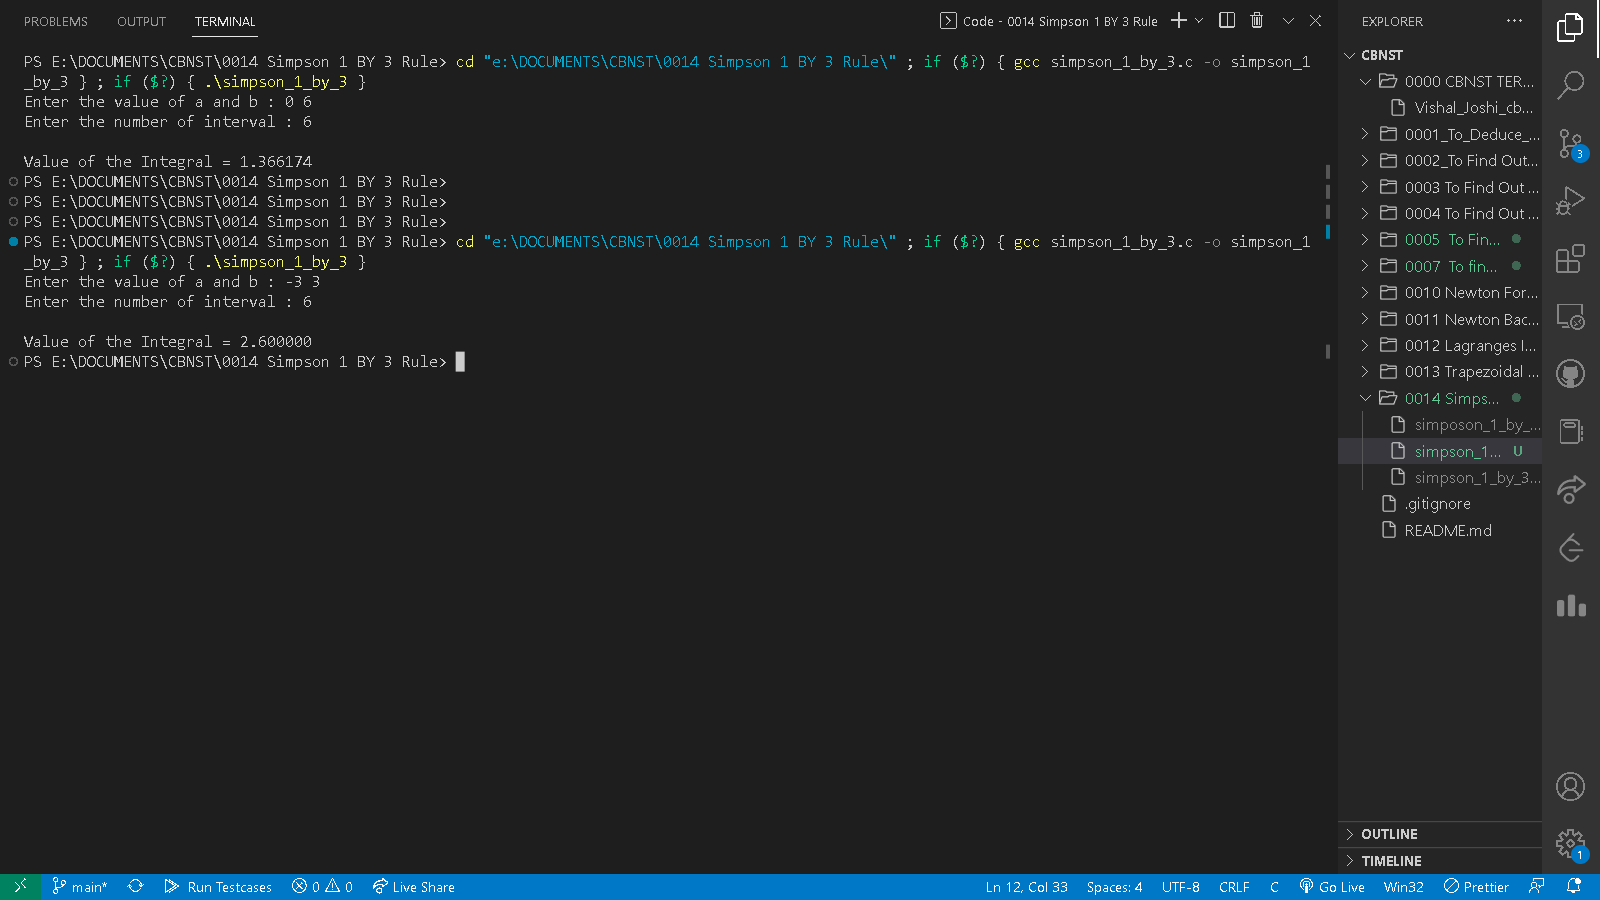 PROBLEMS OUTPUT TERMINAL
Code - 0014 Simpson 1 BY 3 Rule
PS E:\DOCUMENTS\CBNST\0014 Simpson 1 BY 3 Rule> cd "e:\DOCUMENTS\CBNST\0014 Simpson 1 BY 3 Rule\" ; if ($?) { gcc simpson_1_by_3.c -o simpson_1
_by_3 } ; if ($?) { .\simpson_1_by_3 }
Enter the value of a and b : 0 6
Enter the number of interval : 6
Value of the Integral = 1.366174
PS E:\DOCUMENTS\CBNST\0014 Simpson 1 BY 3 Rule>
PS E:\DOCUMENTS\CBNST\0014 Simpson 1 BY 3 Rule>
PS E:\DOCUMENTS\CBNST\0014 Simpson 1 BY 3 Rule>
PS E:\DOCUMENTS\CBNST\0014 Simpson 1 BY 3 Rule> cd "e:\DOCUMENTS\CBNST\0014 Simpson 1 BY 3 Rule\" ; if ($?) { gcc simpson_1_by_3.c -o simpson_1
_by_3 } ; if ($?) { .\simpson_1_by_3 }
Enter the value of a and b : -3 3
Enter the number of interval : 6
Value of the Integral = 2.600000
PS E:\DOCUMENTS\CBNST\0014 Simpson 1 BY 3 Rule>
EXPLORER ...
CBNST
0000 CBNST TER...
Vishal_Joshi_cb...
0001_To_Deduce_...
0002_To Find Out...
0003 To Find Out ...
0004 To Find Out ...
0005 To Fin...
0007 To fin...
0010 Newton For...
0011 Newton Bac...
0012 Lagranges I...
0013 Trapezoidal ...
0014 Simps...
simposon_1_by_...
simpson_1... U
simpson_1_by_3...
.gitignore
README.md
OUTLINE
TIMELINE
3
1
main* Run Testcases 0 0 Live Share
Ln 12, Col 33 Spaces: 4 UTF-8 CRLF C Go Live Win32 Prettier